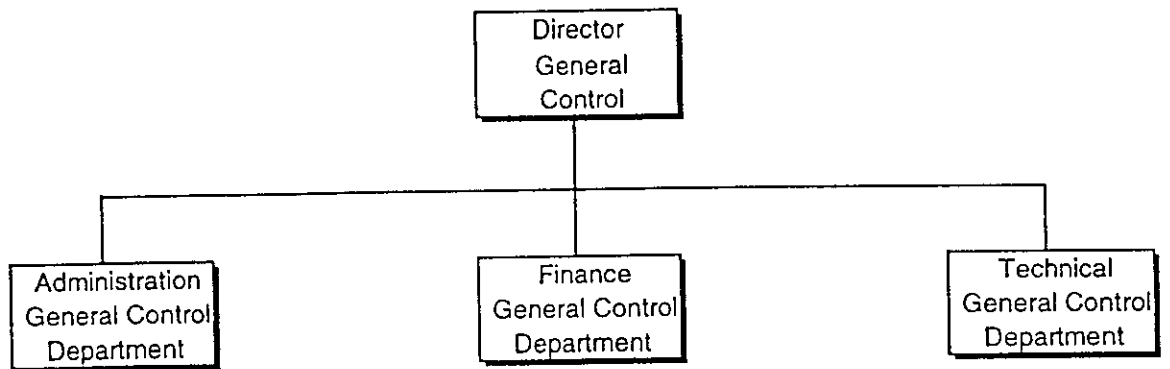 Director
General
Control
Administration
General Control
Department
Finance
General Control
Department
Technical
General Control
Department